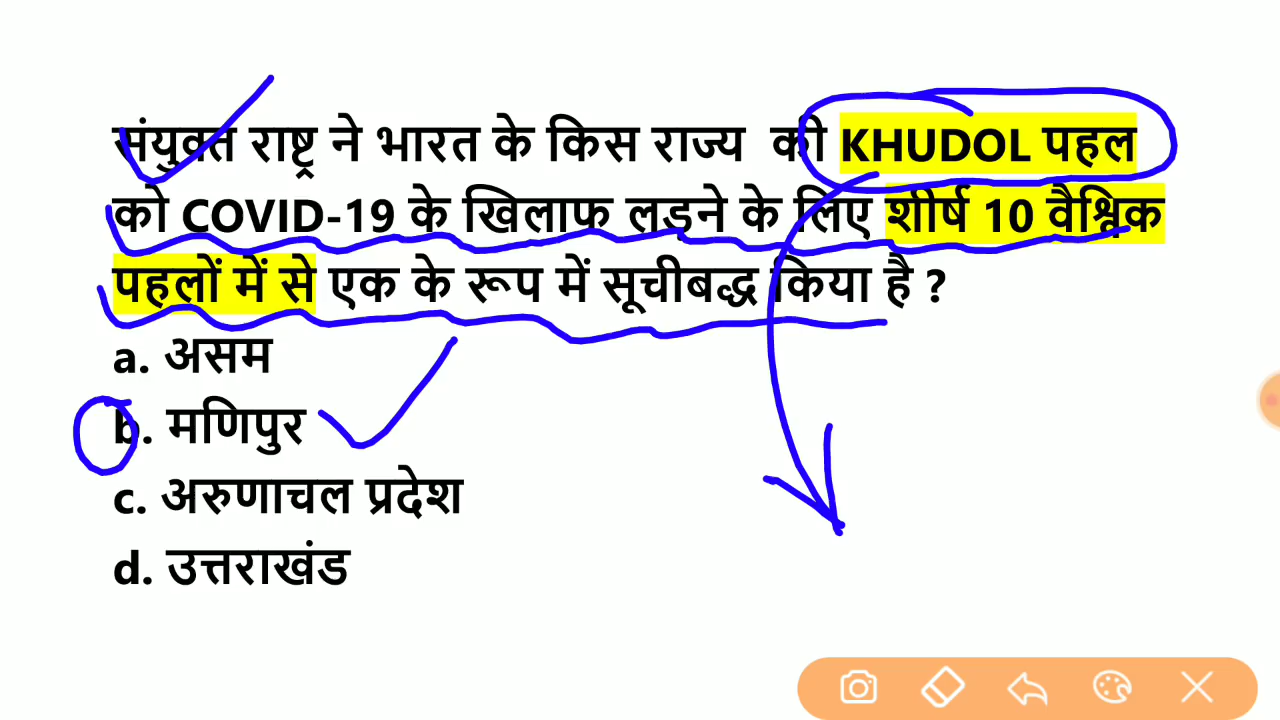 संयुक्त राष्ट्र ने भारत के किस राज्य की KHUDOL पहल
को COVID-19 के खिलाफ लड़ने के लिए शीर्ष 10 वैश्विक
पहलों में से एक के रूप में सूचीबद्ध किया है ?
a. असम
b. मणिपुर
c. अरुणाचल प्रदेश
d. उत्तराखंड